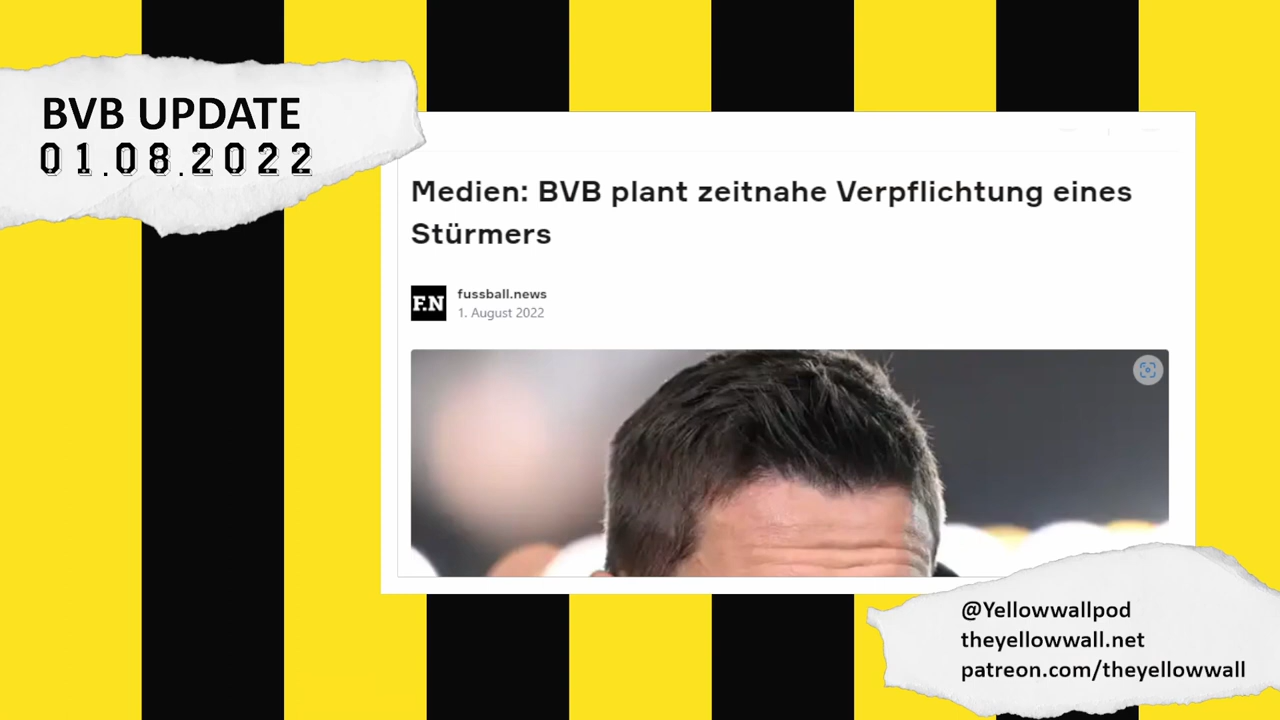 BVB UPDATE
01.08.2022
Medien: BVB plant zeitnahe Verpflichtung eines
Stürmers
F.N
fussball.news
1. August 2022
@Yellowwallpod
theyellowwall.net
patreon.com/theyellowwall